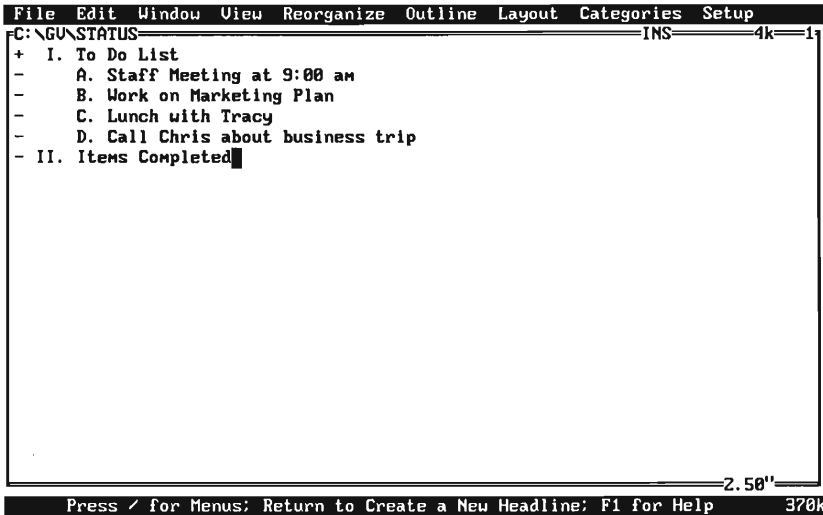 File Edit Window View Reorganize Outline Layout Categories Setup
C:\GV\STATUS INS 4k 1
+ I. To Do List
- A. Staff Meeting at 9:00 am
- B. Work on Marketing Plan
- C. Lunch with Tracy
- D. Call Chris about business trip
- II. Items Completed
2.50"
Press / for Menus; Return to Create a New Headline; F1 for Help 370k